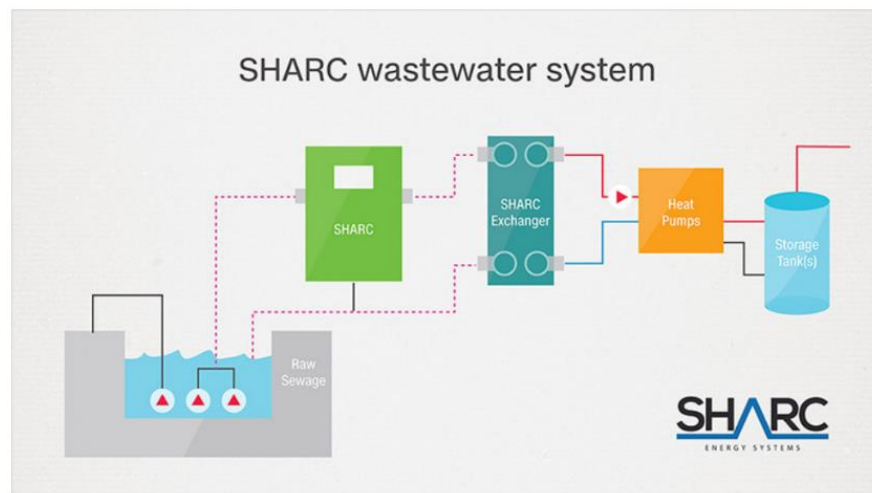 SHARC wastewater system
SHARC
SHARC
Exchanger
Heat
Pumps
Storage
Tank(s)
Raw
Sewage
SHARC
ENERGY SYSTEMS